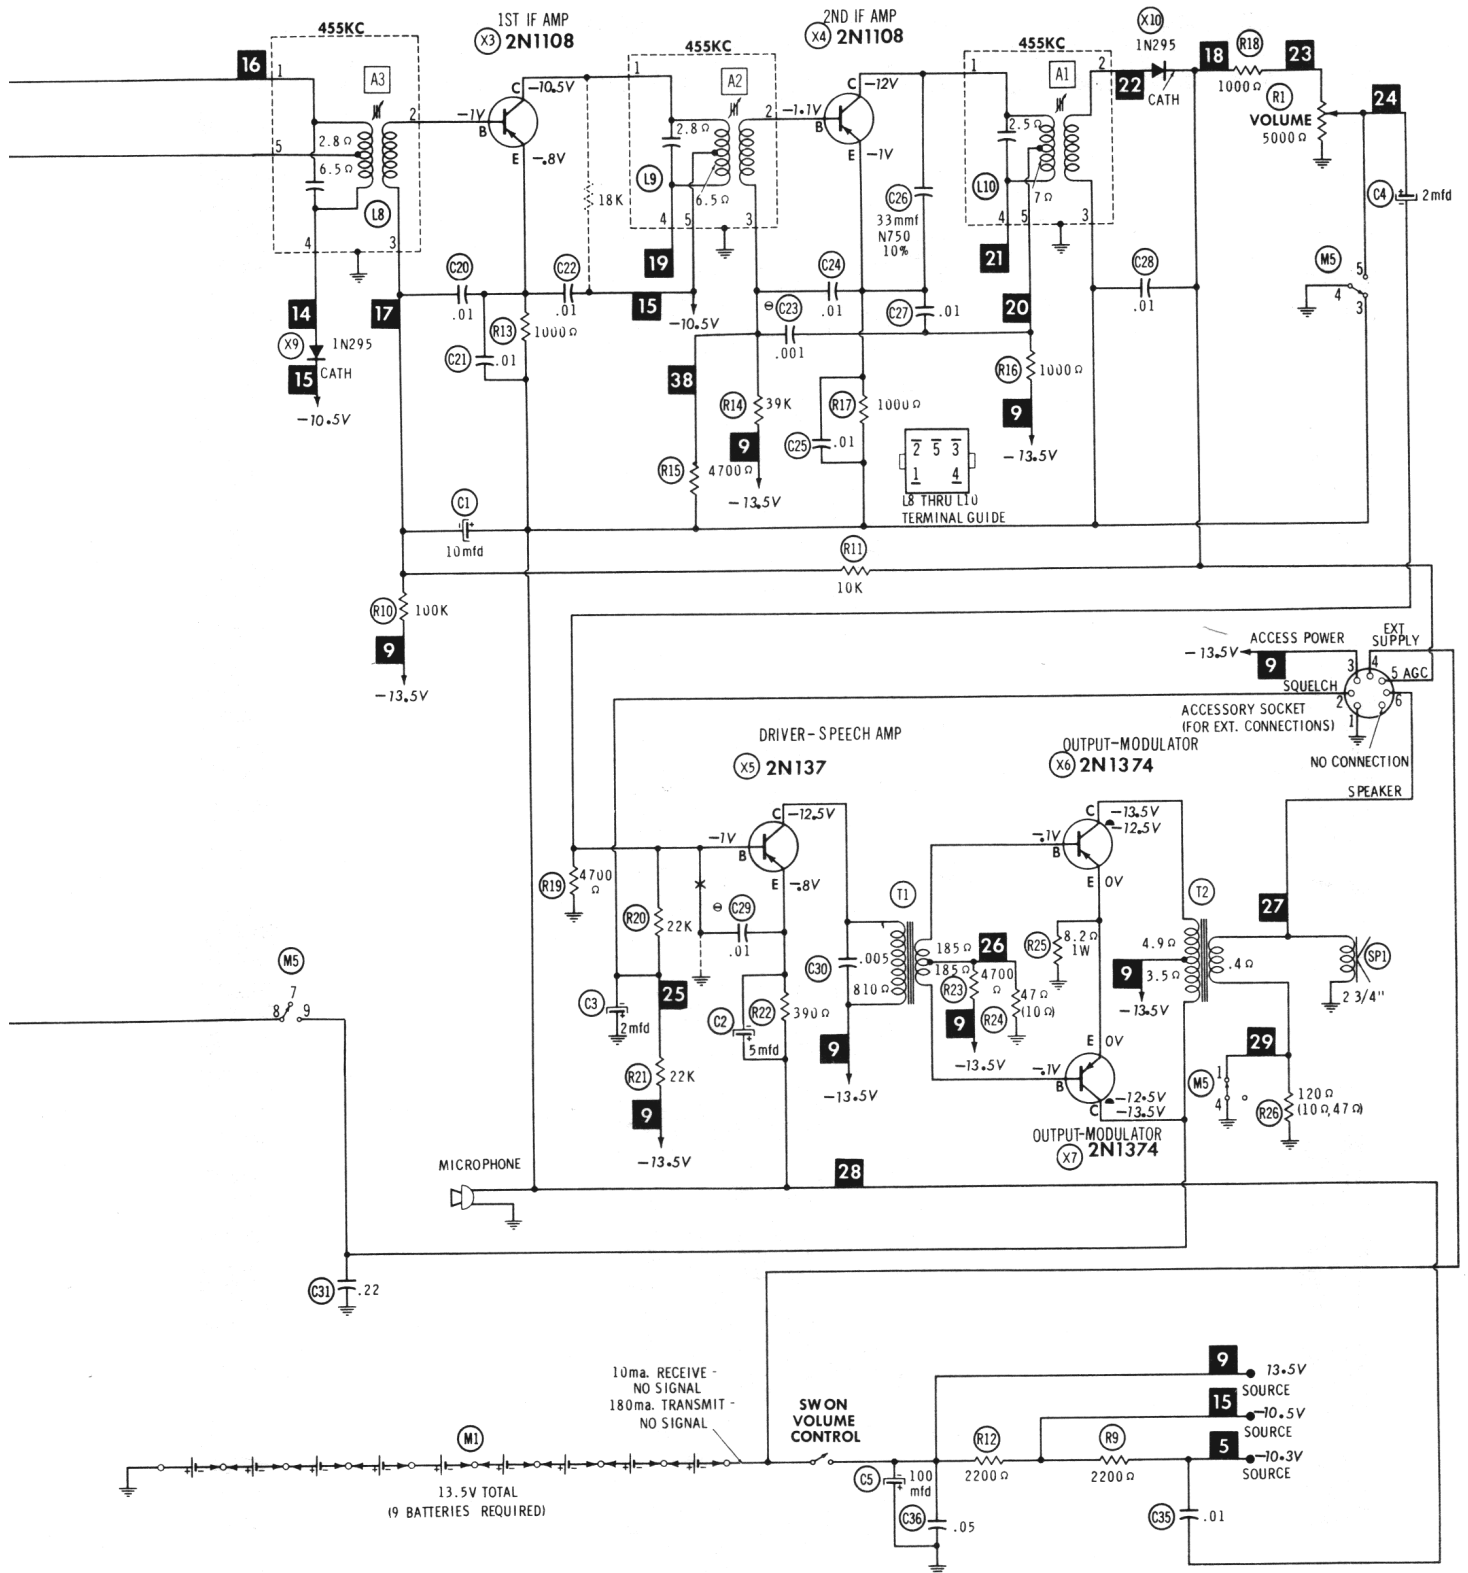 455KC
16
1
A3
2
2.8Ω
5
6.5Ω
L8
4
3
1ST IF AMP
X3 2N1108
C -10.5V
-1V
B
E -.8V
18K
455KC
1
A2
2
2.8Ω
L9
6.5Ω
4
5
3
2ND IF AMP
X4 2N1108
C -12V
-1.1V
B
E -1V
C26
33mmf
N750
10%
455KC
1
A1
2
2.5Ω
L10
7Ω
4
5
3
X10
1N295
22
CATH
18
R18
1000Ω
23
R1
VOLUME
5000Ω
24
C4
2mfd
M5
5
4
3
19
21
14
17
X9
1N295
15
CATH
-10.5V
C20
.01
C21
.01
R13
1000Ω
C22
.01
15
-10.5V
C23
.001
C24
.01
C27
.01
20
C28
.01
38
R14
39K
9
-13.5V
R15
4700Ω
R17
1000Ω
C25
.01
R16
1000Ω
9
-13.5V
2 5 3
1 4
L8 THRU L10
TERMINAL GUIDE
C1
10mfd
R11
10K
R10
100K
9
-13.5V
-13.5V
ACCESS POWER
9
EXT
SUPPLY
3
4
5 AGC
SQUELCH
2
6
1
ACCESSORY SOCKET
(FOR EXT. CONNECTIONS)
NO CONNECTION
SPEAKER
DRIVER-SPEECH AMP
X5 2N137
C -12.5V
-1V
B
E -.8V
OUTPUT-MODULATOR
X6 2N1374
C -13.5V
-12.5V
-.1V
B
E 0V
R19
4700
Ω
R20
22K
C29
.01
25
C3
2mfd
C2
5mfd
R22
390Ω
R21
22K
9
-13.5V
C30
.005
810Ω
9
-13.5V
T1
185Ω
185Ω
26
R23
4700
Ω
9
-13.5V
R24
47Ω
(10Ω)
R25
8.2Ω
1W
T2
4.9Ω
3.5Ω
9
-13.5V
.4Ω
27
SP1
2 3/4"
29
M5
1
4
R26
120Ω
(10Ω,47Ω)
E 0V
-.1V
B
-12.5V
C -13.5V
OUTPUT-MODULATOR
X7 2N1374
M5
7
8
9
MICROPHONE
28
C31
.22
10ma. RECEIVE -
NO SIGNAL
180ma. TRANSMIT -
NO SIGNAL
M1
13.5V TOTAL
(9 BATTERIES REQUIRED)
SW ON
VOLUME
CONTROL
C5
100
mfd
C36
.05
R12
2200Ω
R9
2200Ω
C35
.01
9
13.5V
SOURCE
15
-10.5V
SOURCE
5
-10.3V
SOURCE